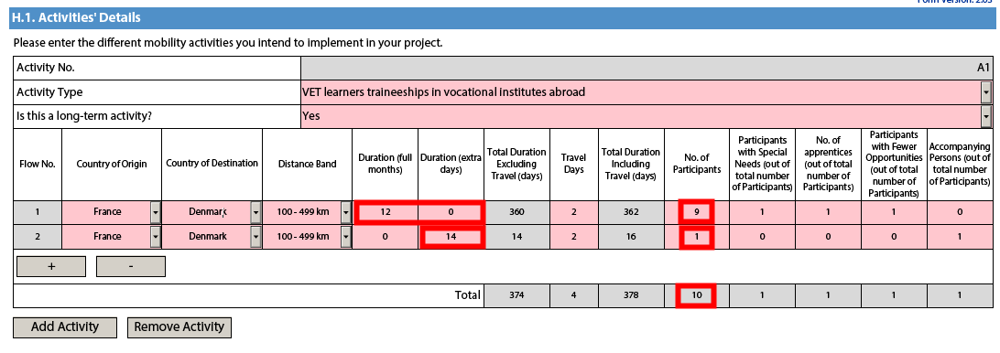 Form Version: 2.05
H.1. Activities' Details
Please enter the different mobility activities you intend to implement in your project.
Activity No. A1
Activity Type VET learners traineeships in vocational institutes abroad
Is this a long-term activity? Yes
Flow No. Country of Origin Country of Destination Distance Band Duration (full months) Duration (extra days) Total Duration Excluding Travel (days) Travel Days Total Duration Including Travel (days) No. of Participants Participants with Special Needs (out of total number of Participants) No. of apprentices (out of total number of Participants) Participants with Fewer Opportunities (out of total number of Participants) Accompanying Persons (out of total number of Participants)
1 France Denmark 100 - 499 km 12 0 360 2 362 9 1 1 1 0
2 France Denmark 100 - 499 km 0 14 14 2 16 1 0 0 0 1
+ -
Total 374 4 378 10 1 1 1 1
Add Activity Remove Activity